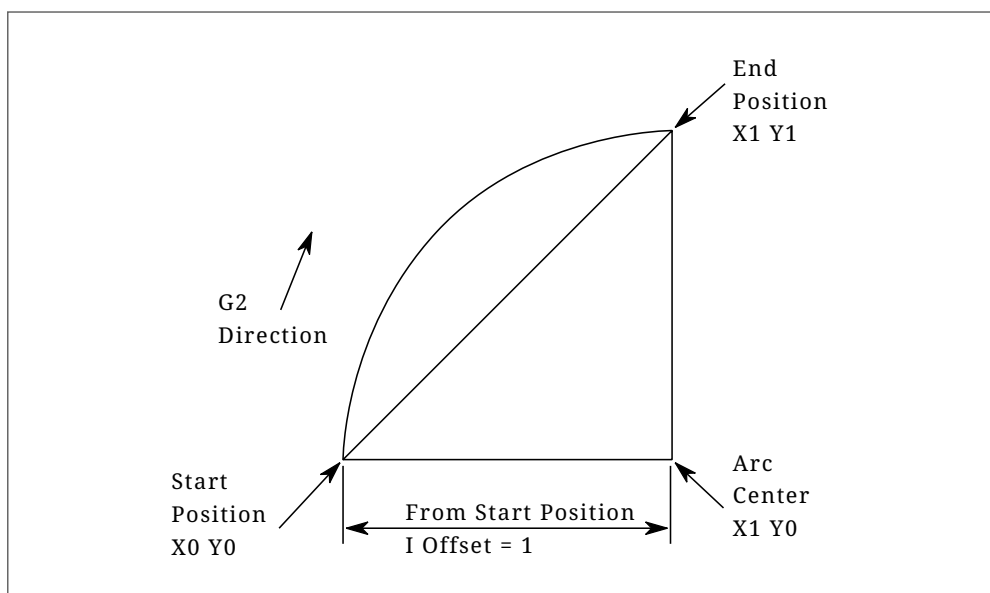 End
Position
X1 Y1
G2
Direction
Start
Position
X0 Y0
From Start Position
I Offset = 1
Arc
Center
X1 Y0